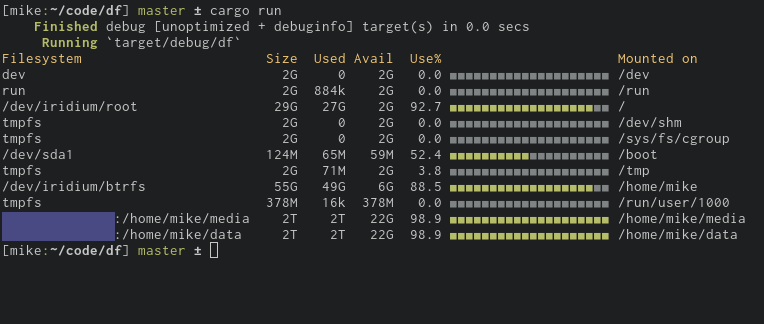 [mike:~/code/df] master ± cargo run
Finished debug [unoptimized + debuginfo] target(s) in 0.0 secs
Running `target/debug/df`
Filesystem Size Used Avail Use% Mounted on
dev 2G 0 2G 0.0 /dev
run 2G 884k 2G 0.0 /run
/dev/iridium/root 29G 27G 2G 92.7 /
tmpfs 2G 0 2G 0.0 /dev/shm
tmpfs 2G 0 2G 0.0 /sys/fs/cgroup
/dev/sda1 124M 65M 59M 52.4 /boot
tmpfs 2G 71M 2G 3.8 /tmp
/dev/iridium/btrfs 55G 49G 6G 88.5 /home/mike
tmpfs 378M 16k 378M 0.0 /run/user/1000
:/home/mike/media 2T 2T 22G 98.9 /home/mike/media
:/home/mike/data 2T 2T 22G 98.9 /home/mike/data
[mike:~/code/df] master ±